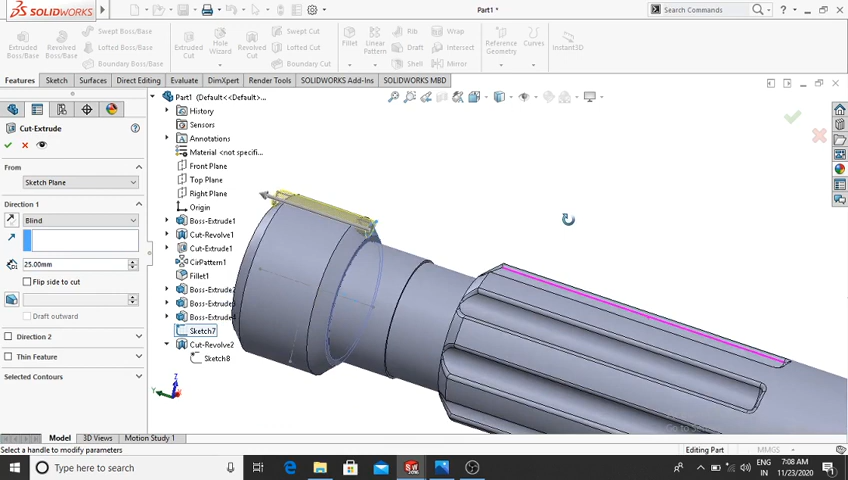 SOLIDWORKS
Part1 *
Search Commands
Extruded Boss/Base
Revolved Boss/Base
Swept Boss/Base
Lofted Boss/Base
Boundary Boss/Base
Extruded Cut
Hole Wizard
Revolved Cut
Swept Cut
Lofted Cut
Boundary Cut
Fillet
Linear Pattern
Rib
Draft
Shell
Wrap
Intersect
Mirror
Reference Geometry
Curves
Instant3D
Features
Sketch
Surfaces
Direct Editing
Evaluate
DimXpert
Render Tools
SOLIDWORKS Add-Ins
SOLIDWORKS MBD
Cut-Extrude
From
Sketch Plane
Direction 1
Blind
25.00mm
Flip side to cut
Draft outward
Direction 2
Thin Feature
Selected Contours
Part1 (Default<<Default>...
History
Sensors
Annotations
Material <not specifi...
Front Plane
Top Plane
Right Plane
Origin
Boss-Extrude1
Cut-Revolve1
Cut-Extrude1
CirPattern1
Fillet1
Boss-Extrude2
Boss-Extrude
Boss-Extrude4
Sketch7
Cut-Revolve2
Sketch8
Z
Y
X
Model
3D Views
Motion Study 1
Select a handle to modify parameters
Editing Part
MMGS
Type here to search
ENG
IN
7:08 AM
11/23/2020